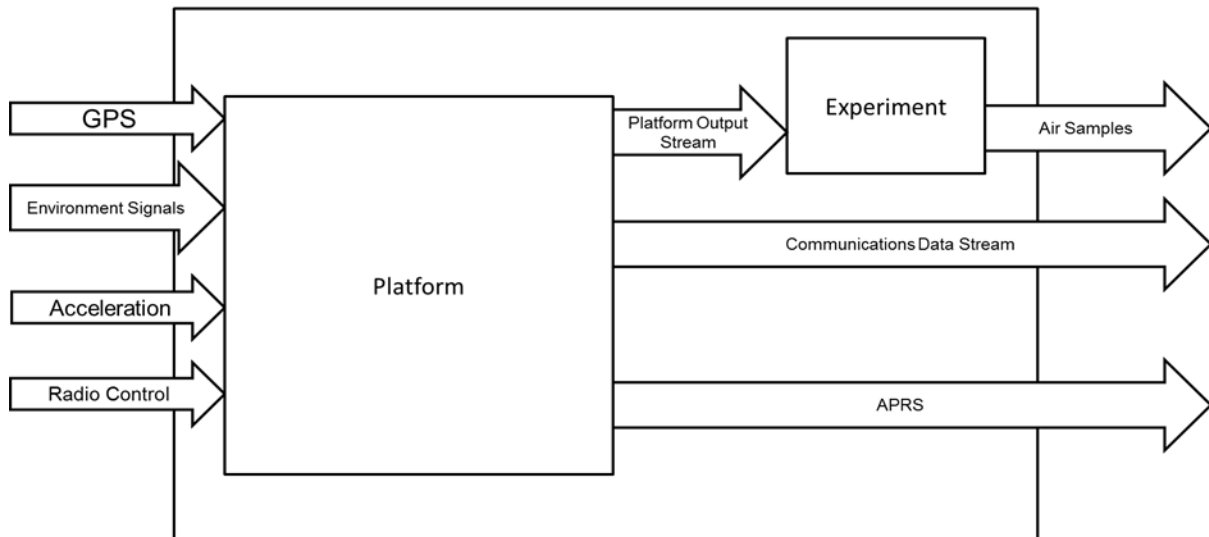 GPS
Environment Signals
Acceleration
Radio Control
Platform
Platform Output
Stream
Experiment
Air Samples
Communications Data Stream
APRS